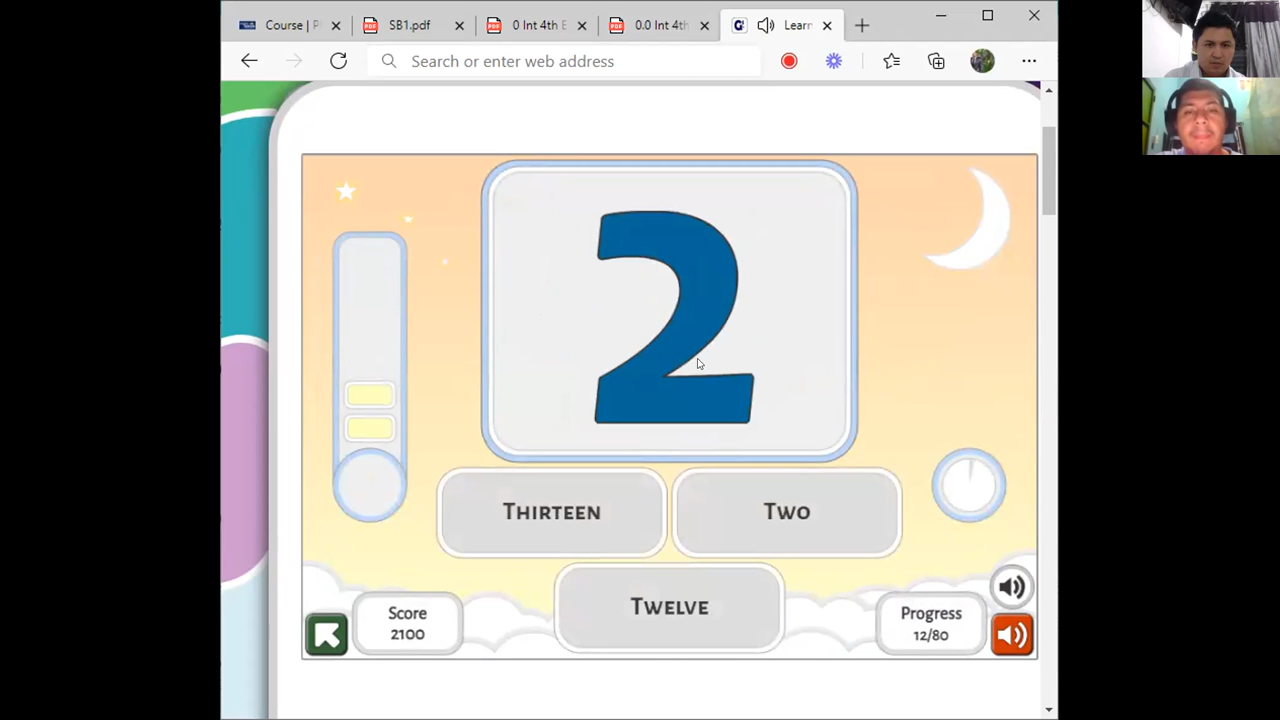 Course | P
SB1.pdf
0 Int 4th E
0.0 Int 4th
Learn
Search or enter web address
2
THIRTEEN
TWO
TWELVE
Score
2100
Progress
12/80